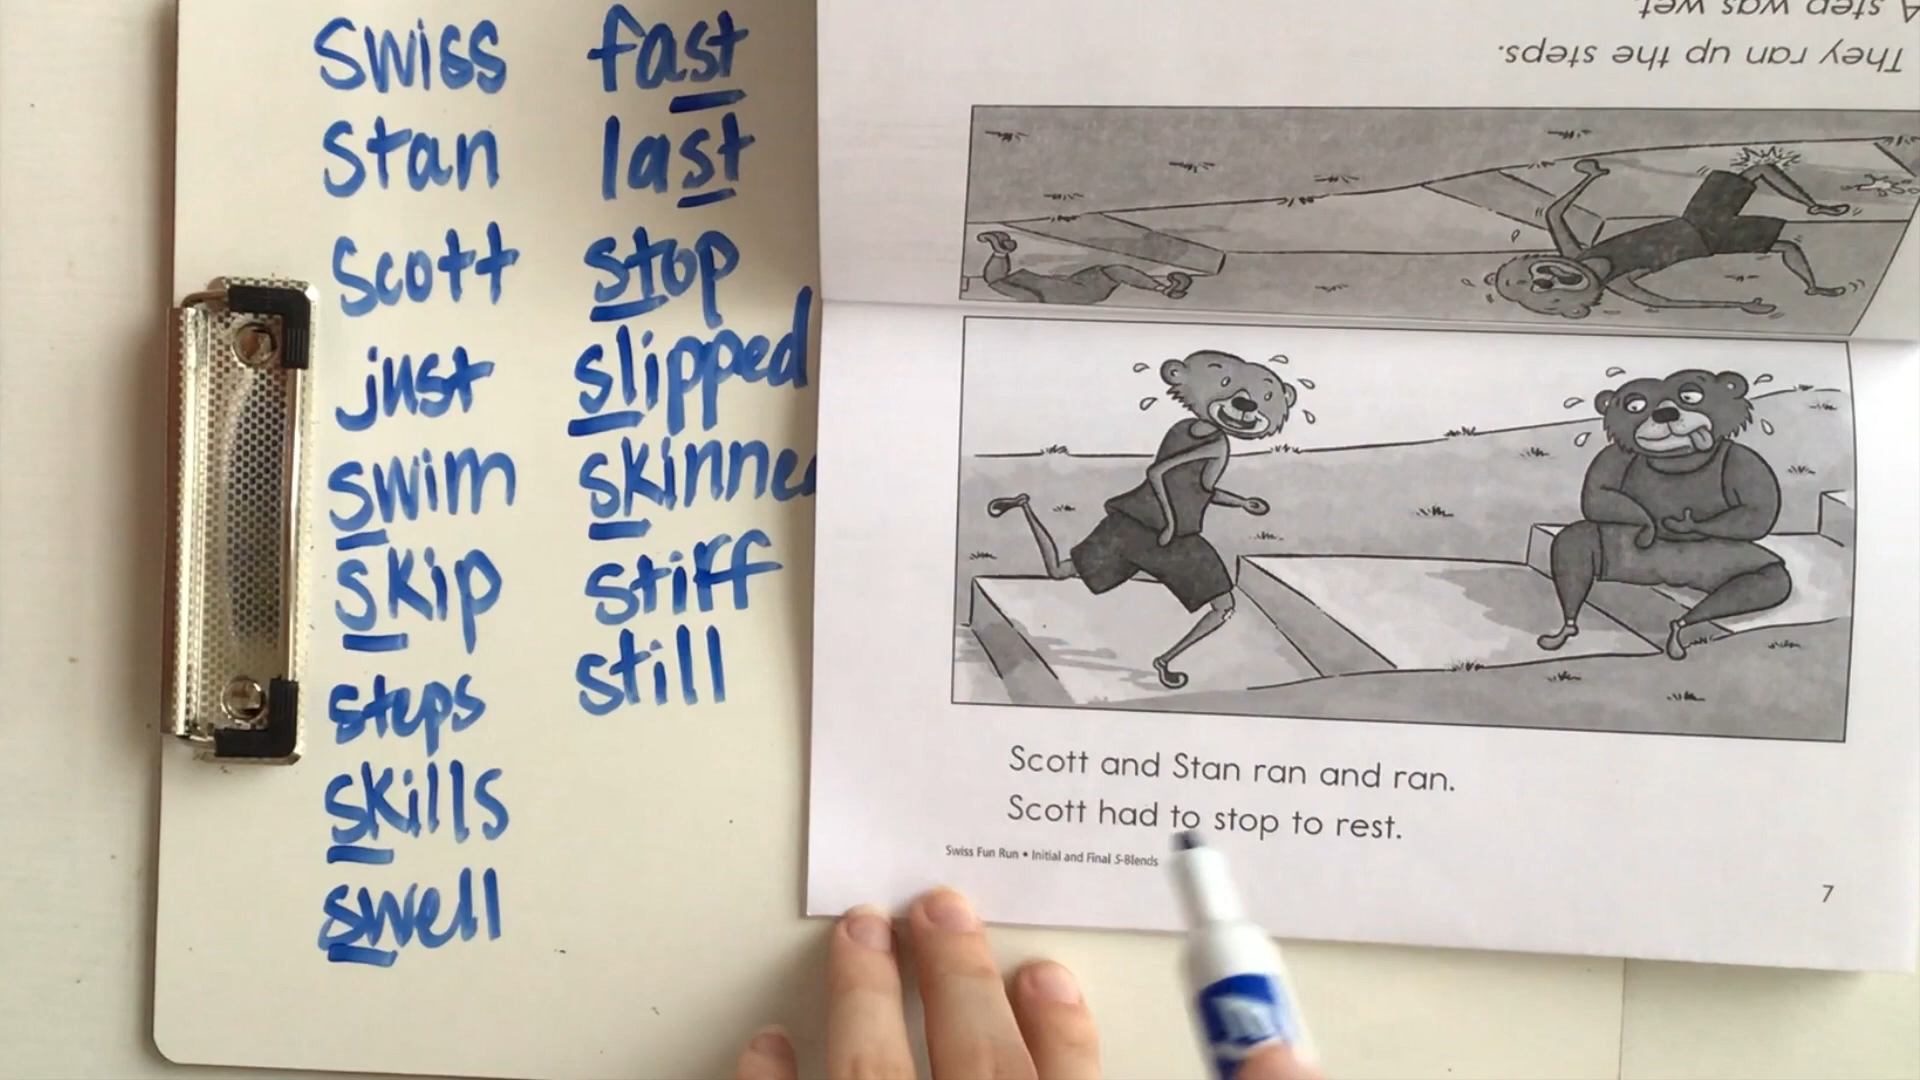 swiss
stan
scott
just
swim
skip
steps
skills
swell
fast
last
stop
slipped
skinne
stiff
still
They ran up the steps.
A step was wet.
Scott and Stan ran and ran.
Scott had to stop to rest.
Swiss Fun Run • Initial and Final S-Blends
7